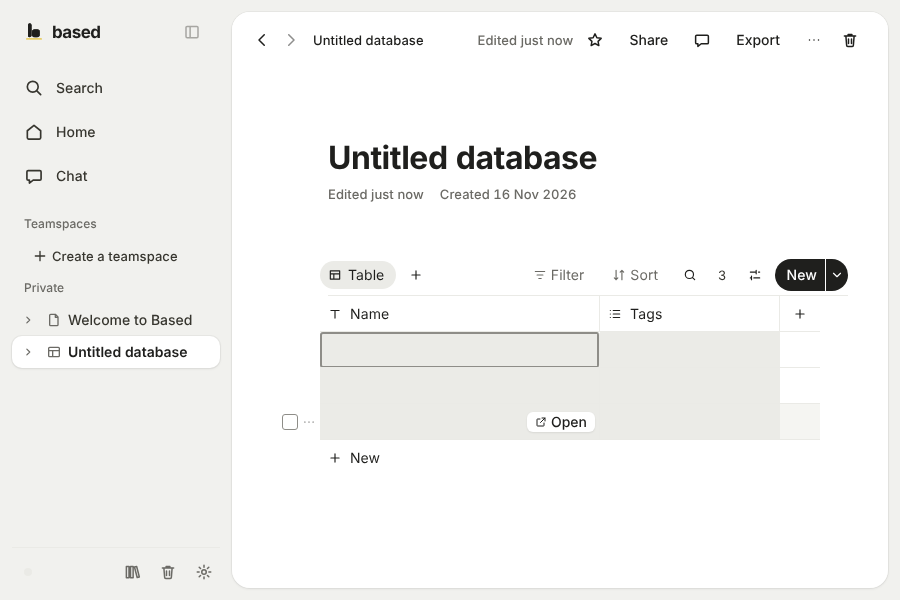 based
Search
Home
Chat
Teamspaces
Create a teamspace
Private
Welcome to Based
Untitled database
Untitled database
Edited just now
Share
Export
Untitled database
Edited just now Created 16 Nov 2026
Table
Filter
Sort
3
New
Name
Tags
Open
New